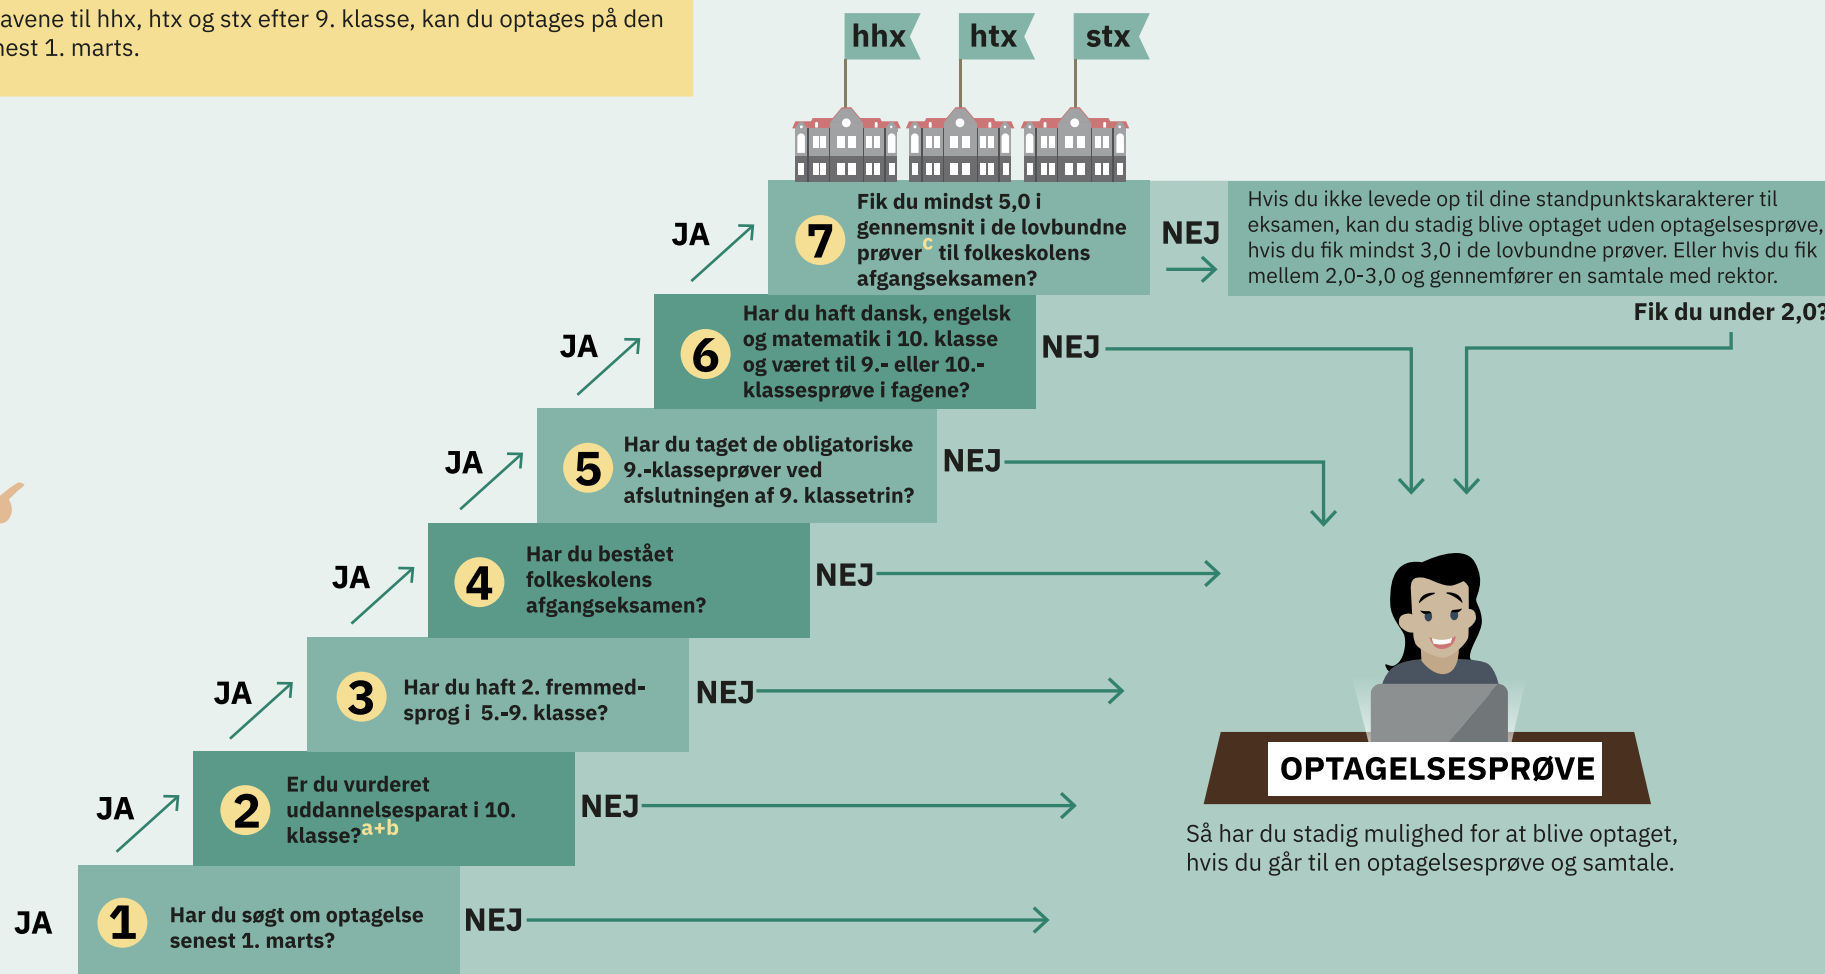 avene til hhx, htx og stx efter 9. klasse, kan du optages på den
nest 1. marts.
hhx
htx
stx
JA
7
Fik du mindst 5,0 i
gennemsnit i de lovbundne
prøverc til folkeskolens
afgangseksamen?
NEJ
Hvis du ikke levede op til dine standpunktskarakterer til
eksamen, kan du stadig blive optaget uden optagelsesprøve,
hvis du fik mindst 3,0 i de lovbundne prøver. Eller hvis du fik
mellem 2,0-3,0 og gennemfører en samtale med rektor.
Fik du under 2,0?
JA
6
Har du haft dansk, engelsk
og matematik i 10. klasse
og været til 9.- eller 10.-
klassesprøve i fagene?
NEJ
JA
5
Har du taget de obligatoriske
9.-klasseprøver ved
afslutningen af 9. klassetrin?
NEJ
JA
4
Har du bestået
folkeskolens
afgangseksamen?
NEJ
JA
3
Har du haft 2. fremmed-
sprog i 5.-9. klasse?
NEJ
JA
2
Er du vurderet
uddannelsesparat i 10.
klasse?a+b
NEJ
JA
1
Har du søgt om optagelse
senest 1. marts?
NEJ
OPTAGELSESPRØVE
Så har du stadig mulighed for at blive optaget,
hvis du går til en optagelsesprøve og samtale.